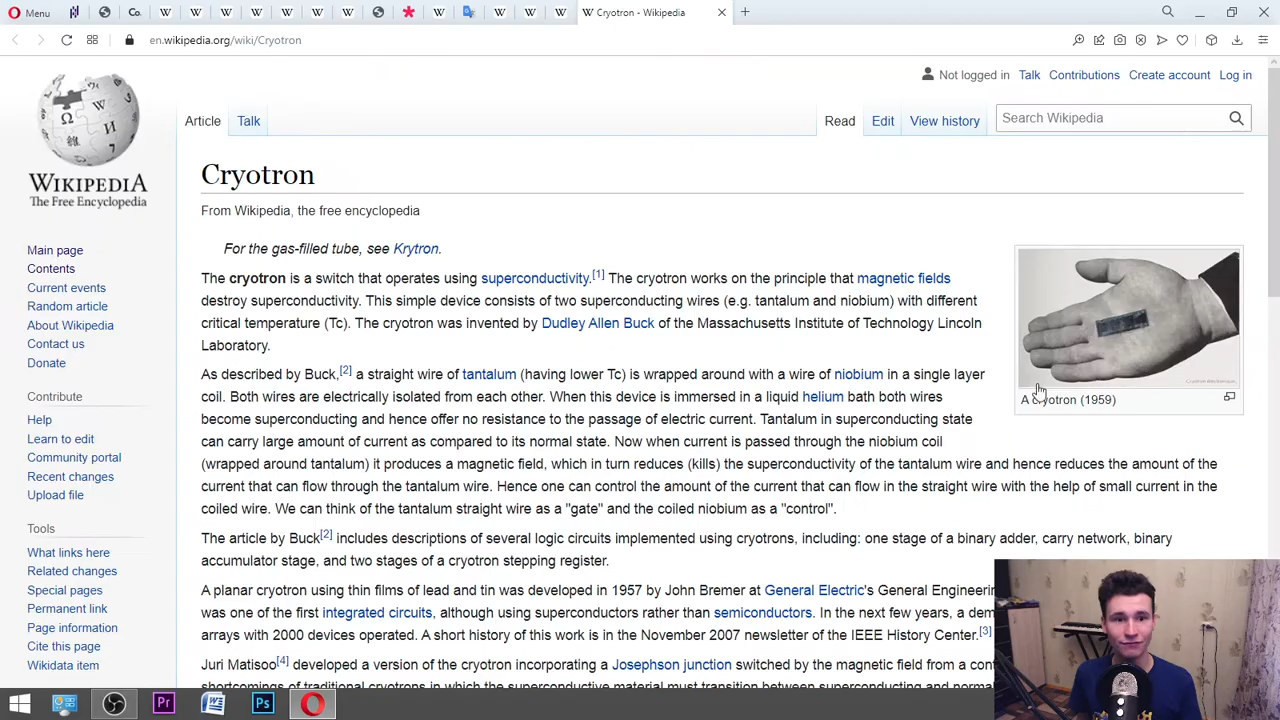 Menu
Co.
Cryotron - Wikipedia
en.wikipedia.org/wiki/Cryotron
Not logged in Talk Contributions Create account Log in
Article Talk
Read Edit View history
Search Wikipedia
WIKIPEDIA
The Free Encyclopedia
Main page
Contents
Current events
Random article
About Wikipedia
Contact us
Donate
Contribute
Help
Learn to edit
Community portal
Recent changes
Upload file
Tools
What links here
Related changes
Special pages
Permanent link
Page information
Cite this page
Wikidata item
Cryotron
From Wikipedia, the free encyclopedia
For the gas-filled tube, see Krytron.
The cryotron is a switch that operates using superconductivity.[1] The cryotron works on the principle that magnetic fields
destroy superconductivity. This simple device consists of two superconducting wires (e.g. tantalum and niobium) with different
critical temperature (Tc). The cryotron was invented by Dudley Allen Buck of the Massachusetts Institute of Technology Lincoln
Laboratory.
As described by Buck,[2] a straight wire of tantalum (having lower Tc) is wrapped around with a wire of niobium in a single layer
coil. Both wires are electrically isolated from each other. When this device is immersed in a liquid helium bath both wires
become superconducting and hence offer no resistance to the passage of electric current. Tantalum in superconducting state
can carry large amount of current as compared to its normal state. Now when current is passed through the niobium coil
(wrapped around tantalum) it produces a magnetic field, which in turn reduces (kills) the superconductivity of the tantalum wire and hence reduces the amount of the
current that can flow through the tantalum wire. Hence one can control the amount of the current that can flow in the straight wire with the help of small current in the
coiled wire. We can think of the tantalum straight wire as a "gate" and the coiled niobium as a "control".
The article by Buck[2] includes descriptions of several logic circuits implemented using cryotrons, including: one stage of a binary adder, carry network, binary
accumulator stage, and two stages of a cryotron stepping register.
A planar cryotron using thin films of lead and tin was developed in 1957 by John Bremer at General Electric's General Engineer
was one of the first integrated circuits, although using superconductors rather than semiconductors. In the next few years, a dem
arrays with 2000 devices operated. A short history of this work is in the November 2007 newsletter of the IEEE History Center.[3]
Juri Matisoo[4] developed a version of the cryotron incorporating a Josephson junction switched by the magnetic field from a con
shortcomings of traditional cryotrons in which the superconductive material must transition between superconducting and norma
A Cryotron (1959)